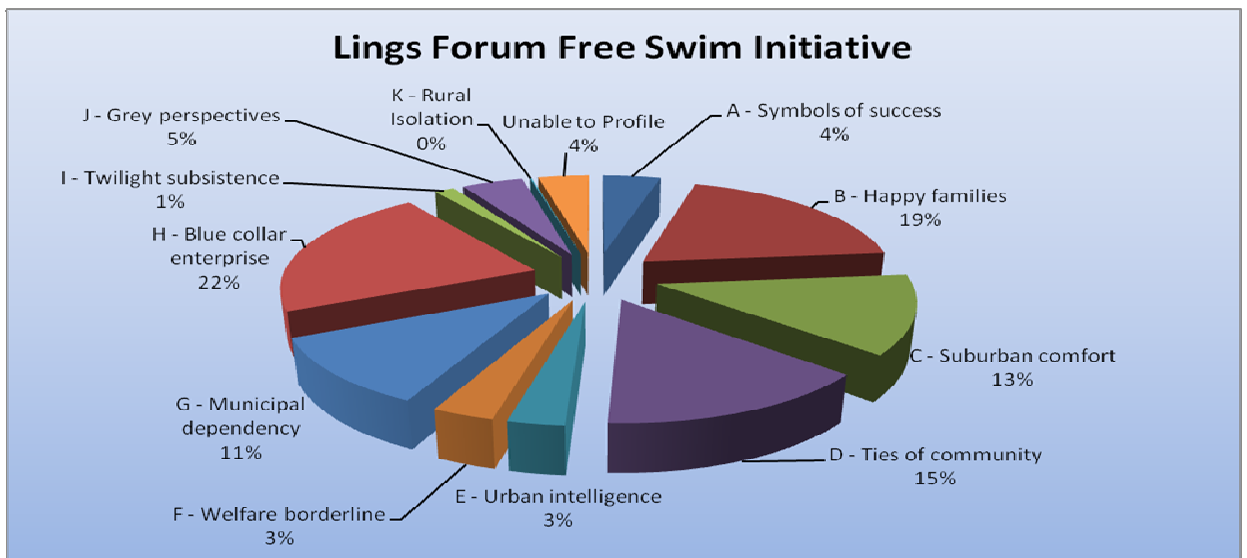 Lings Forum Free Swim Initiative
A - Symbols of success
4%
B - Happy families
19%
C - Suburban comfort
13%
D - Ties of community
15%
E - Urban intelligence
3%
F - Welfare borderline
3%
G - Municipal
dependency
11%
H - Blue collar
enterprise
22%
I - Twilight subsistence
1%
J - Grey perspectives
5%
K - Rural
Isolation
0%
Unable to Profile
4%